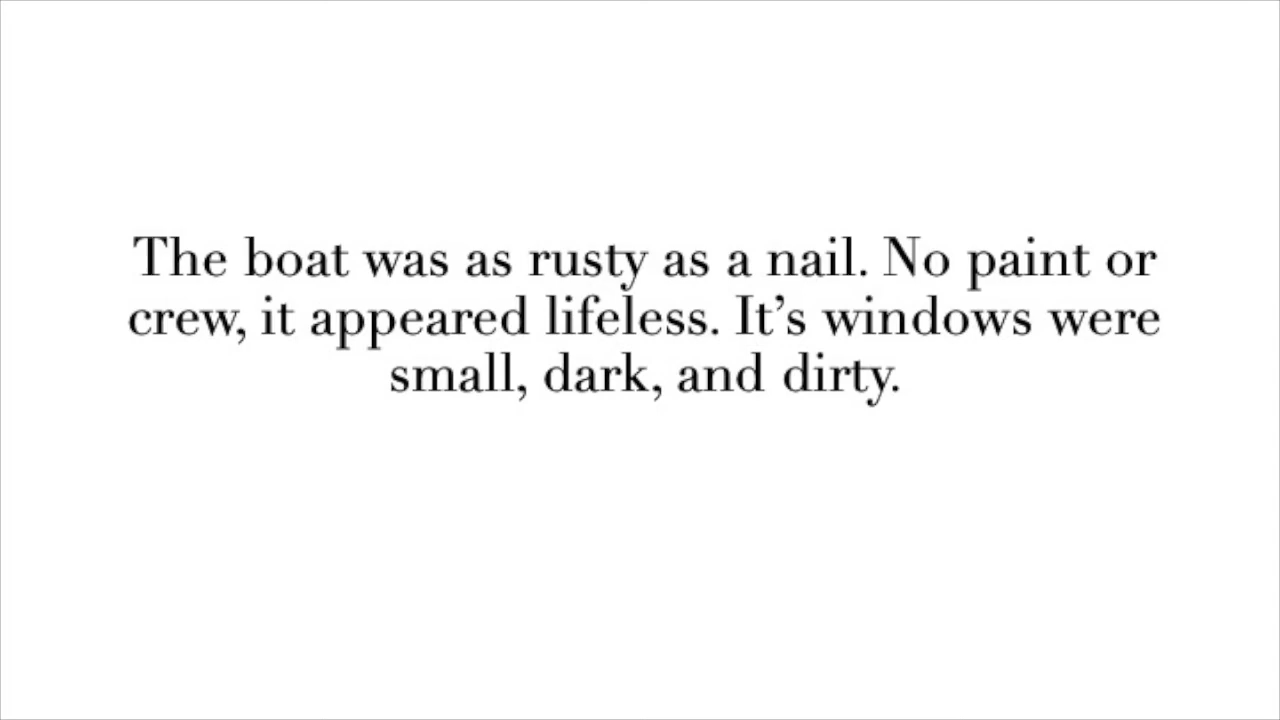 The boat was as rusty as a nail. No paint or
crew, it appeared lifeless. It’s windows were
small, dark, and dirty.